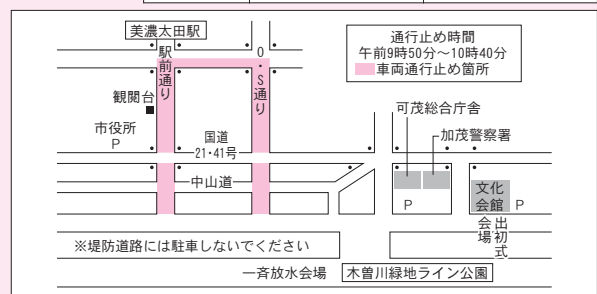 美濃太田駅
通行止め時間
午前9時50分～10時40分
車両通行止め箇所
駅前通り
O・S通り
観閲台
市役所
P
国道
21・41号
中山道
可茂総合庁舎
加茂警察署
P
文化
会館
P
出初式
会場
※堤防道路には駐車しないでください
一斉放水会場
木曽川緑地ライン公園